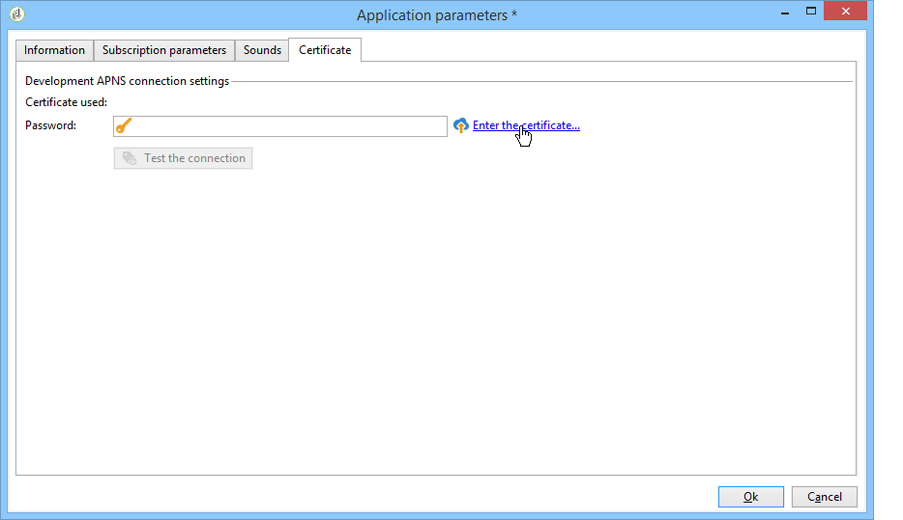 Application parameters *
Information Subscription parameters Sounds Certificate
Development APNS connection settings
Certificate used:
Password: Enter the certificate...
Test the connection
Ok Cancel